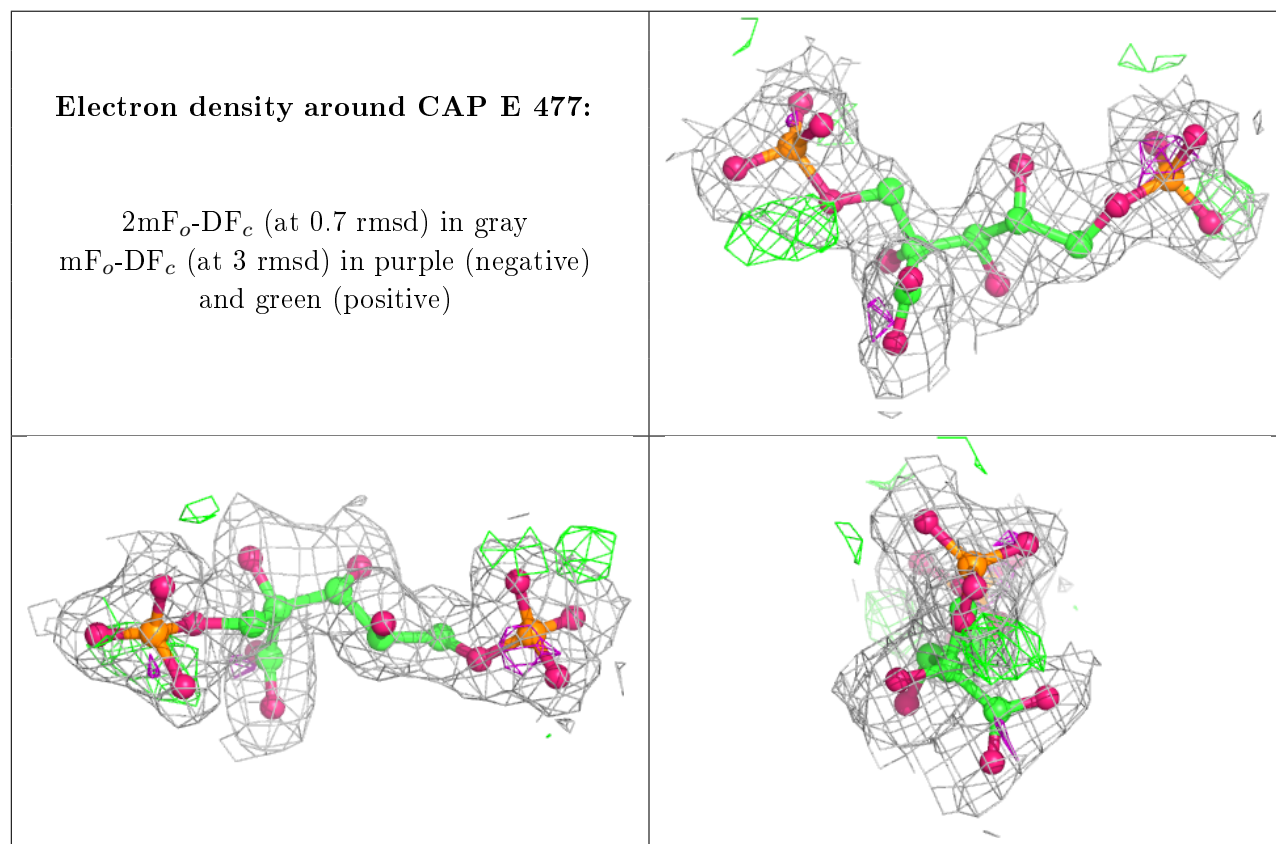 Electron density around CAP E 477:
2mFo-DFc (at 0.7 rmsd) in gray
mFo-DFc (at 3 rmsd) in purple (negative)
and green (positive)